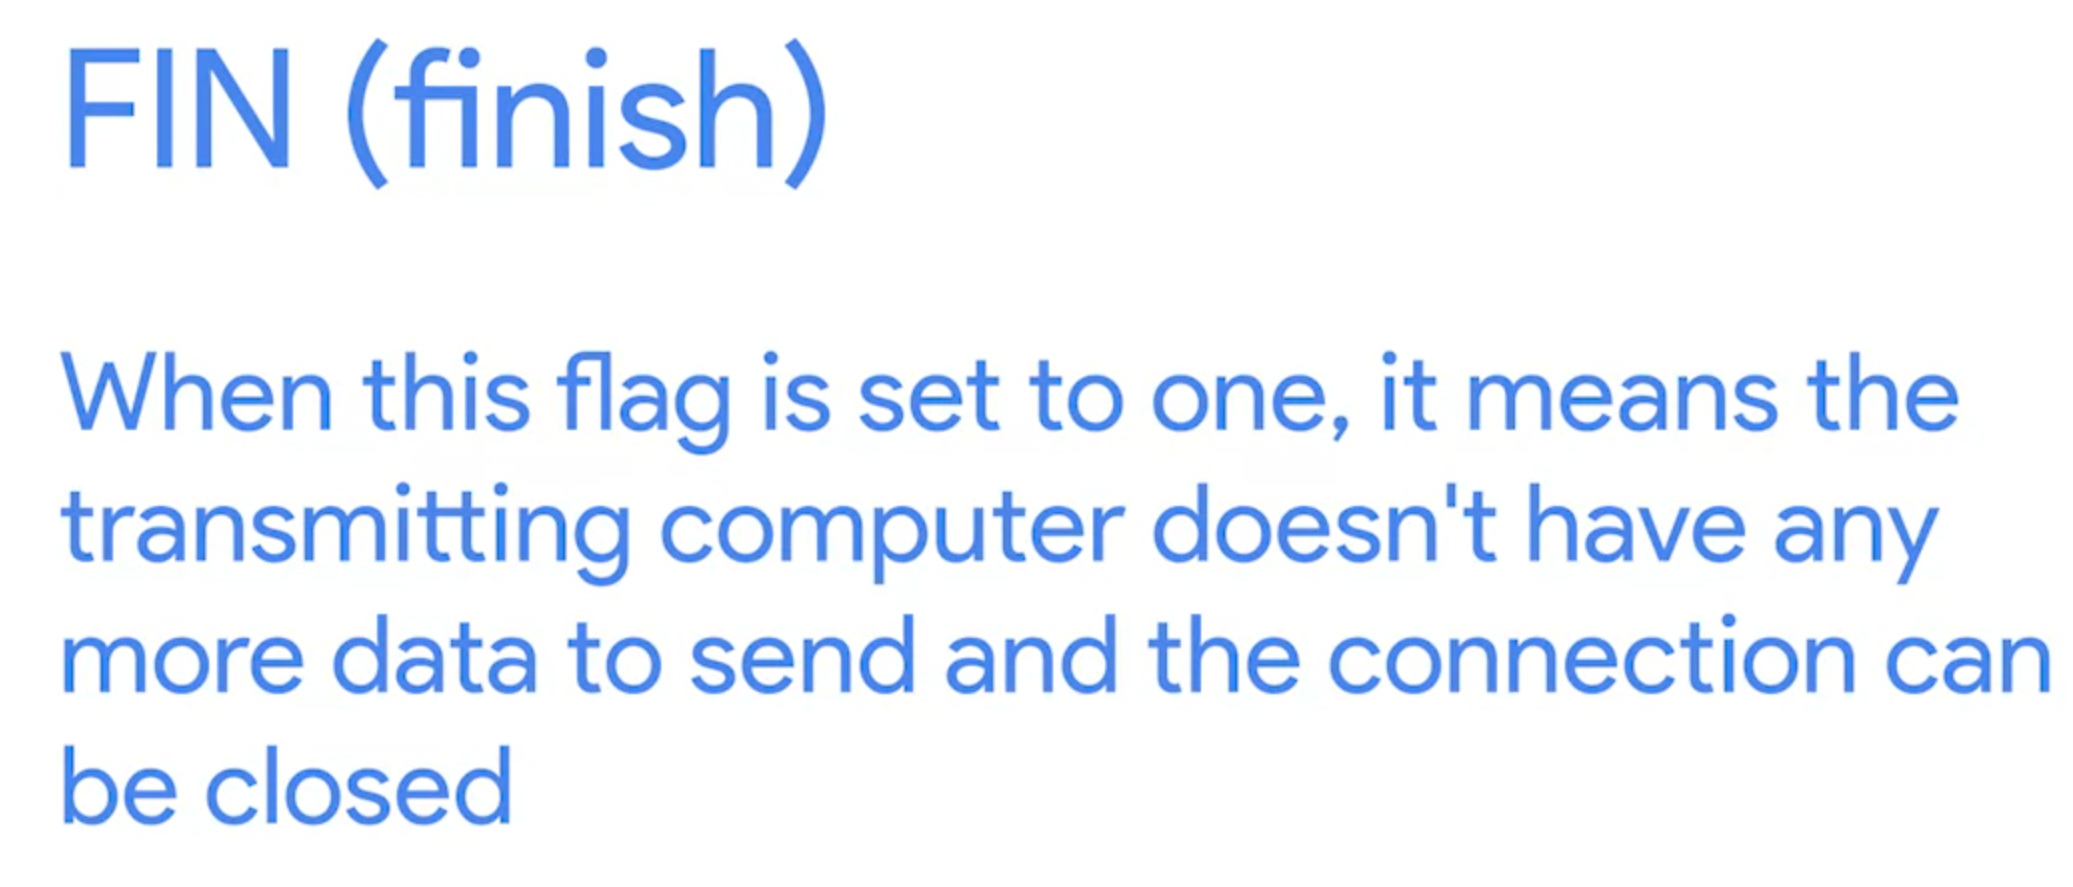 FIN (finish)
When this flag is set to one, it means the
transmitting computer doesn't have any
more data to send and the connection can
be closed